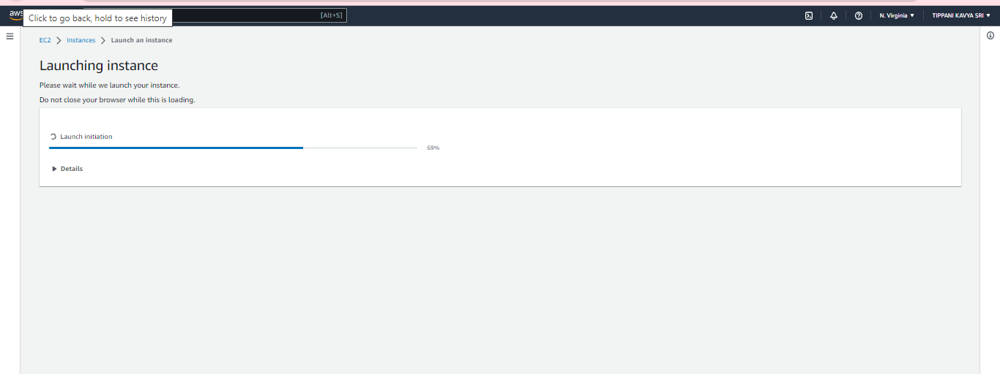 aws
Click to go back, hold to see history
[Alt+S]
N. Virginia
TIPPANI KAVYA SRI
EC2 Instances Launch an instance
Launching instance
Please wait while we launch your instance.
Do not close your browser while this is loading.
Launch initiation
69%
Details